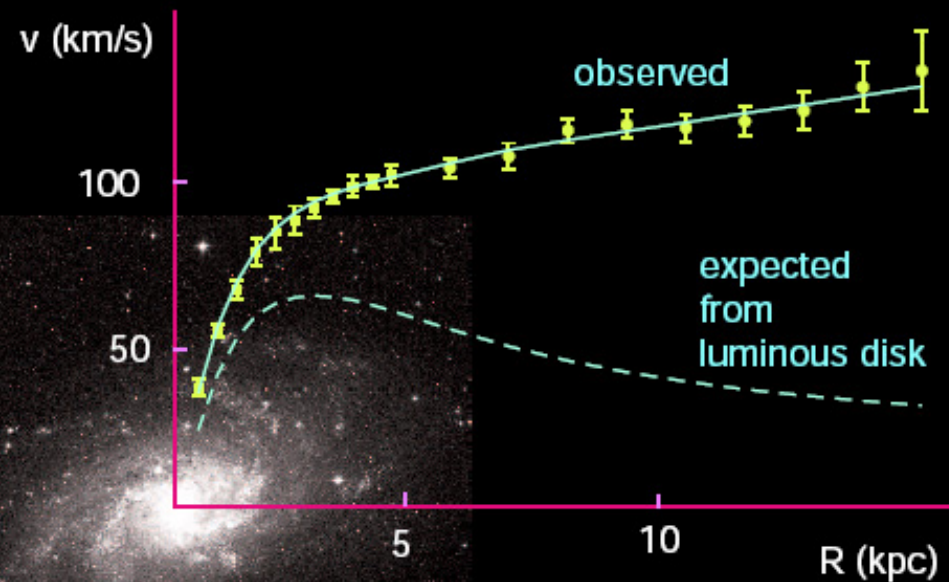 v (km/s)
observed
100
expected
from
luminous disk
50
5
10
R (kpc)